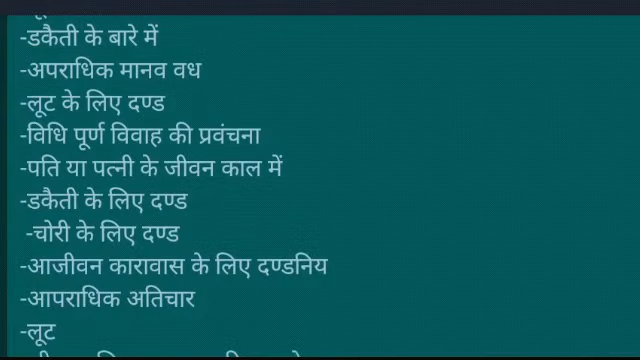 -डकैती के बारे में
-अपराधिक मानव वध
-लूट के लिए दण्ड
-विधि पूर्ण विवाह की प्रवंचना
-पति या पत्नी के जीवन काल में
-डकैती के लिए दण्ड
-चोरी के लिए दण्ड
-आजीवन कारावास के लिए दण्डनिय
-आपराधिक अतिचार
-लूट